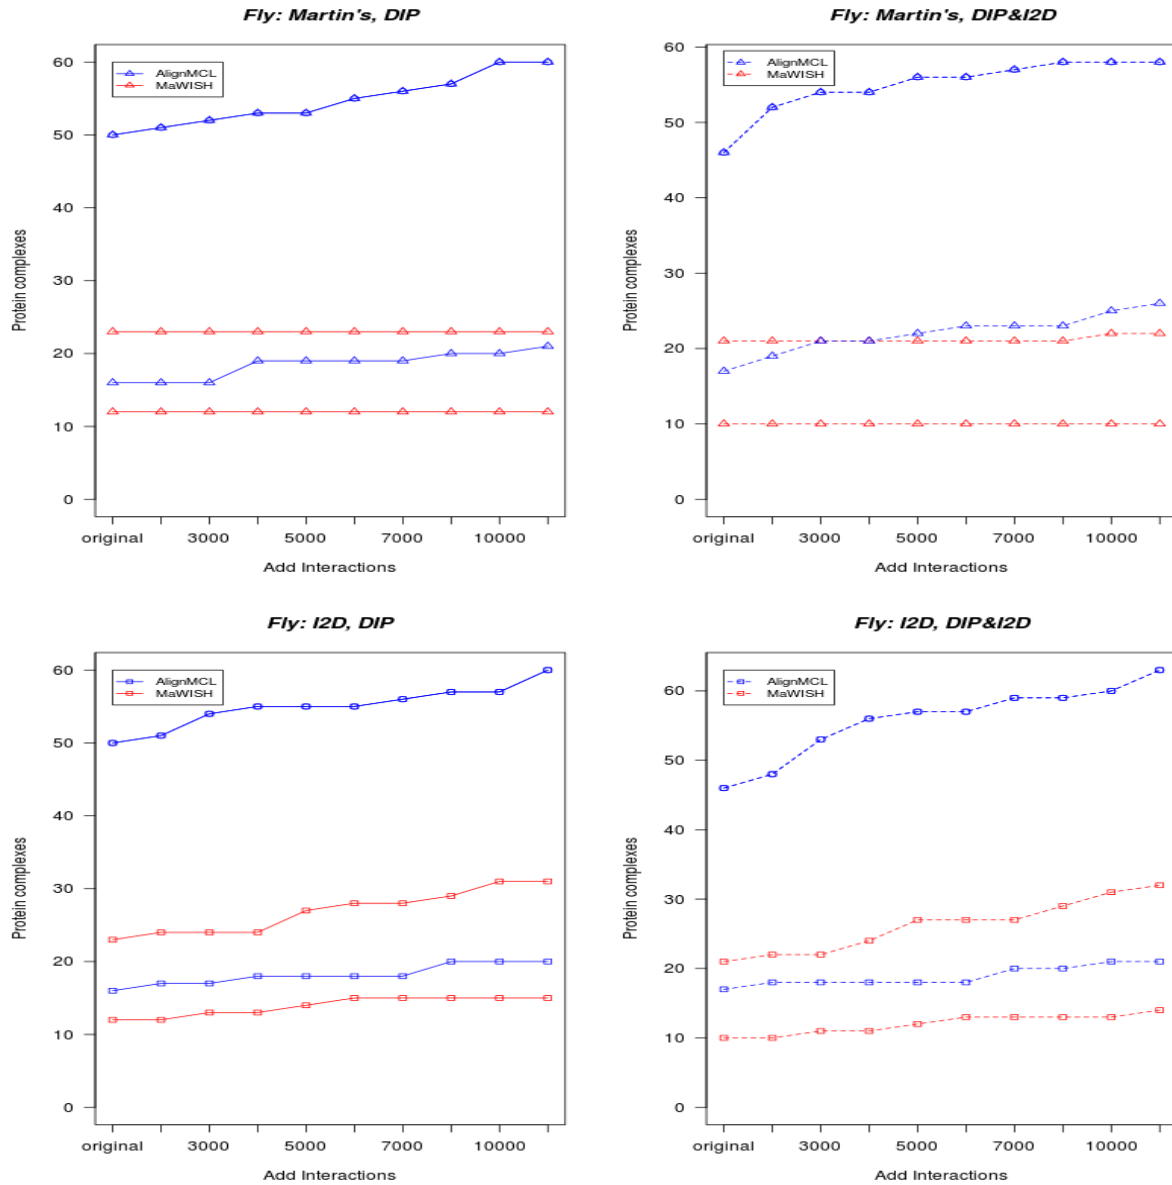 Fly: Martin's, DIP
60
50
40
30
20
10
0
Protein complexes
AlignMCL
MaWISH
original 3000 5000 7000 10000
Add Interactions
Fly: Martin's, DIP&I2D
60
50
40
30
20
10
0
Protein complexes
AlignMCL
MaWISH
original 3000 5000 7000 10000
Add Interactions
Fly: I2D, DIP
60
50
40
30
20
10
0
Protein complexes
AlignMCL
MaWISH
original 3000 5000 7000 10000
Add Interactions
Fly: I2D, DIP&I2D
60
50
40
30
20
10
0
Protein complexes
AlignMCL
MaWISH
original 3000 5000 7000 10000
Add Interactions